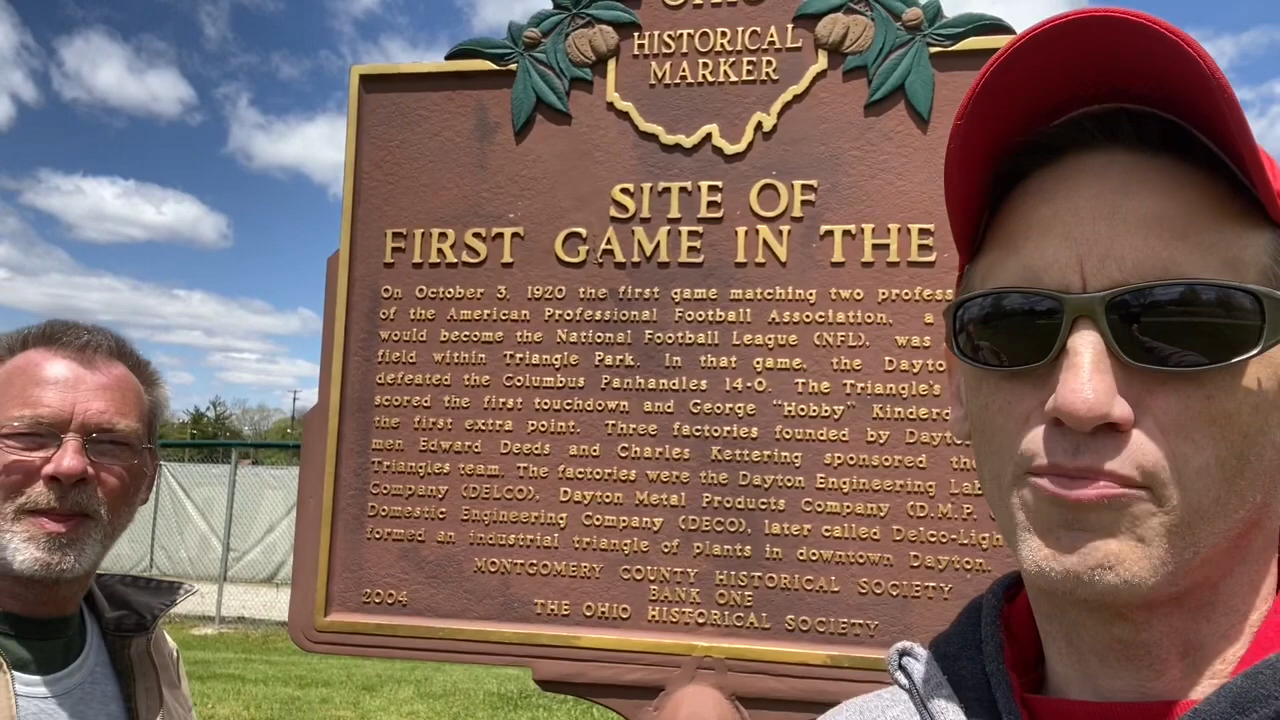 OHIO
HISTORICAL
MARKER
SITE OF
FIRST GAME IN THE
On October 3, 1920 the first game matching two profess
of the American Professional Football Association, a
would become the National Football League (NFL), was
field within Triangle Park. In that game, the Dayto
defeated the Columbus Panhandles 14-0. The Triangle's
scored the first touchdown and George "Hobby" Kinderd
the first extra point. Three factories founded by Dayto
men Edward Deeds and Charles Kettering sponsored the
Triangles team. The factories were the Dayton Engineering Lab
Company (DELCO), Dayton Metal Products Company (D.M.P.
Domestic Engineering Company (DECO), later called Delco-Ligh
formed an industrial triangle of plants in downtown Dayton.
MONTGOMERY COUNTY HISTORICAL SOCIETY
BANK ONE
2004 THE OHIO HISTORICAL SOCIETY